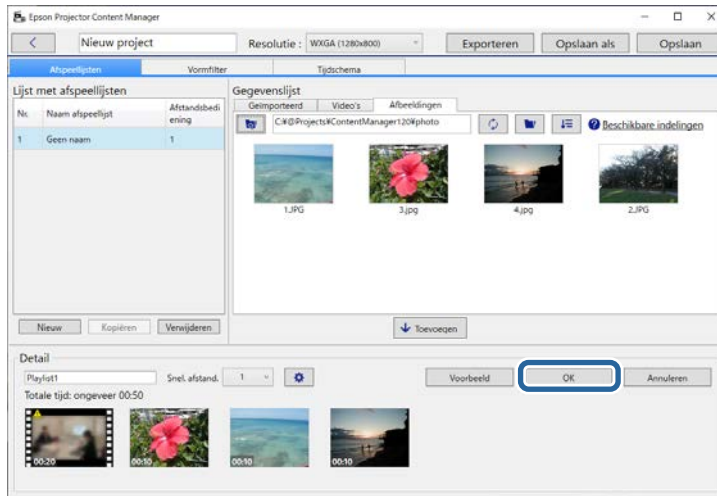 Epson Projector Content Manager
Nieuw project
Resolutie : WXGA (1280x800)
Exporteren
Opslaan als
Opslaan
Afspeellijsten
Vormfilter
Tijdschema
Lijst met afspeellijsten
Nr. Naam afspeellijst Afstandsbedi
ening
1 Geen naam 1
Nieuw
Kopiëren
Verwijderen
Gegevenslijst
Geïmporteerd
Video's
Afbeeldingen
C:¥@Projects¥ContentManager120¥photo
Beschikbare indelingen
1.JPG
3.jpg
4.jpg
2.JPG
Toevoegen
Detail
Playlist1
Snel. afstand. 1
Voorbeeld
OK
Annuleren
Totale tijd: ongeveer 00:50
00:20
00:10
00:10
00:10